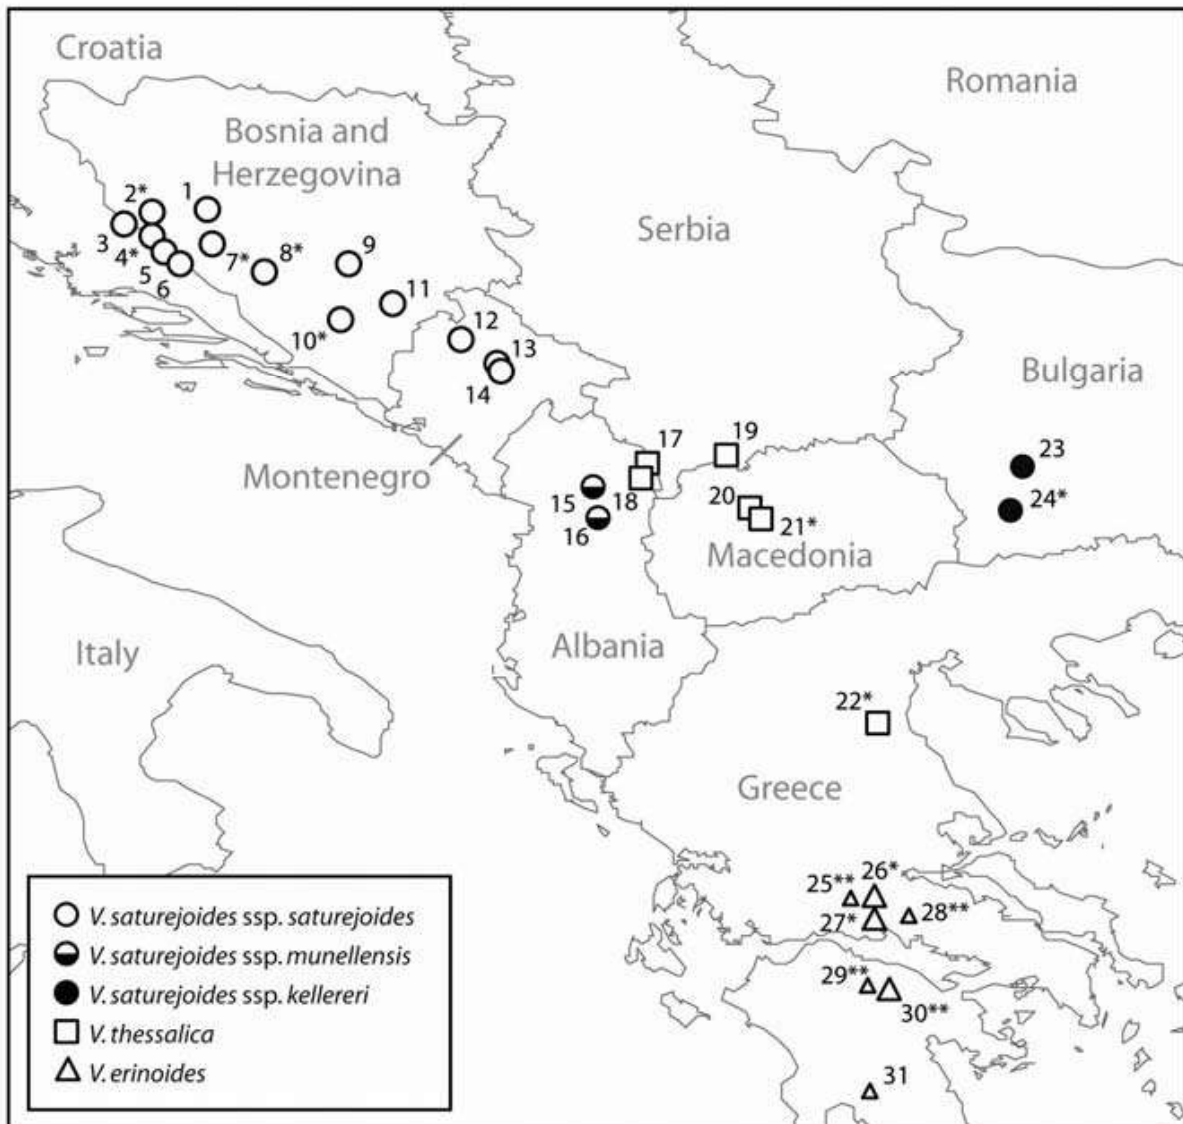 Croatia
Romania
Bosnia and
Herzegovina
Serbia
Bulgaria
Montenegro
Macedonia
Albania
Italy
Greece
1
2*
3
4*
5
6
7*
8*
9
10*
11
12
13
14
15
16
17
18
19
20
21*
22*
23
24*
25**
26*
27*
28**
29**
30**
31
V. saturejoides ssp. saturejoides
V. saturejoides ssp. munellensis
V. saturejoides ssp. kellereri
V. thessalica
V. erinoides